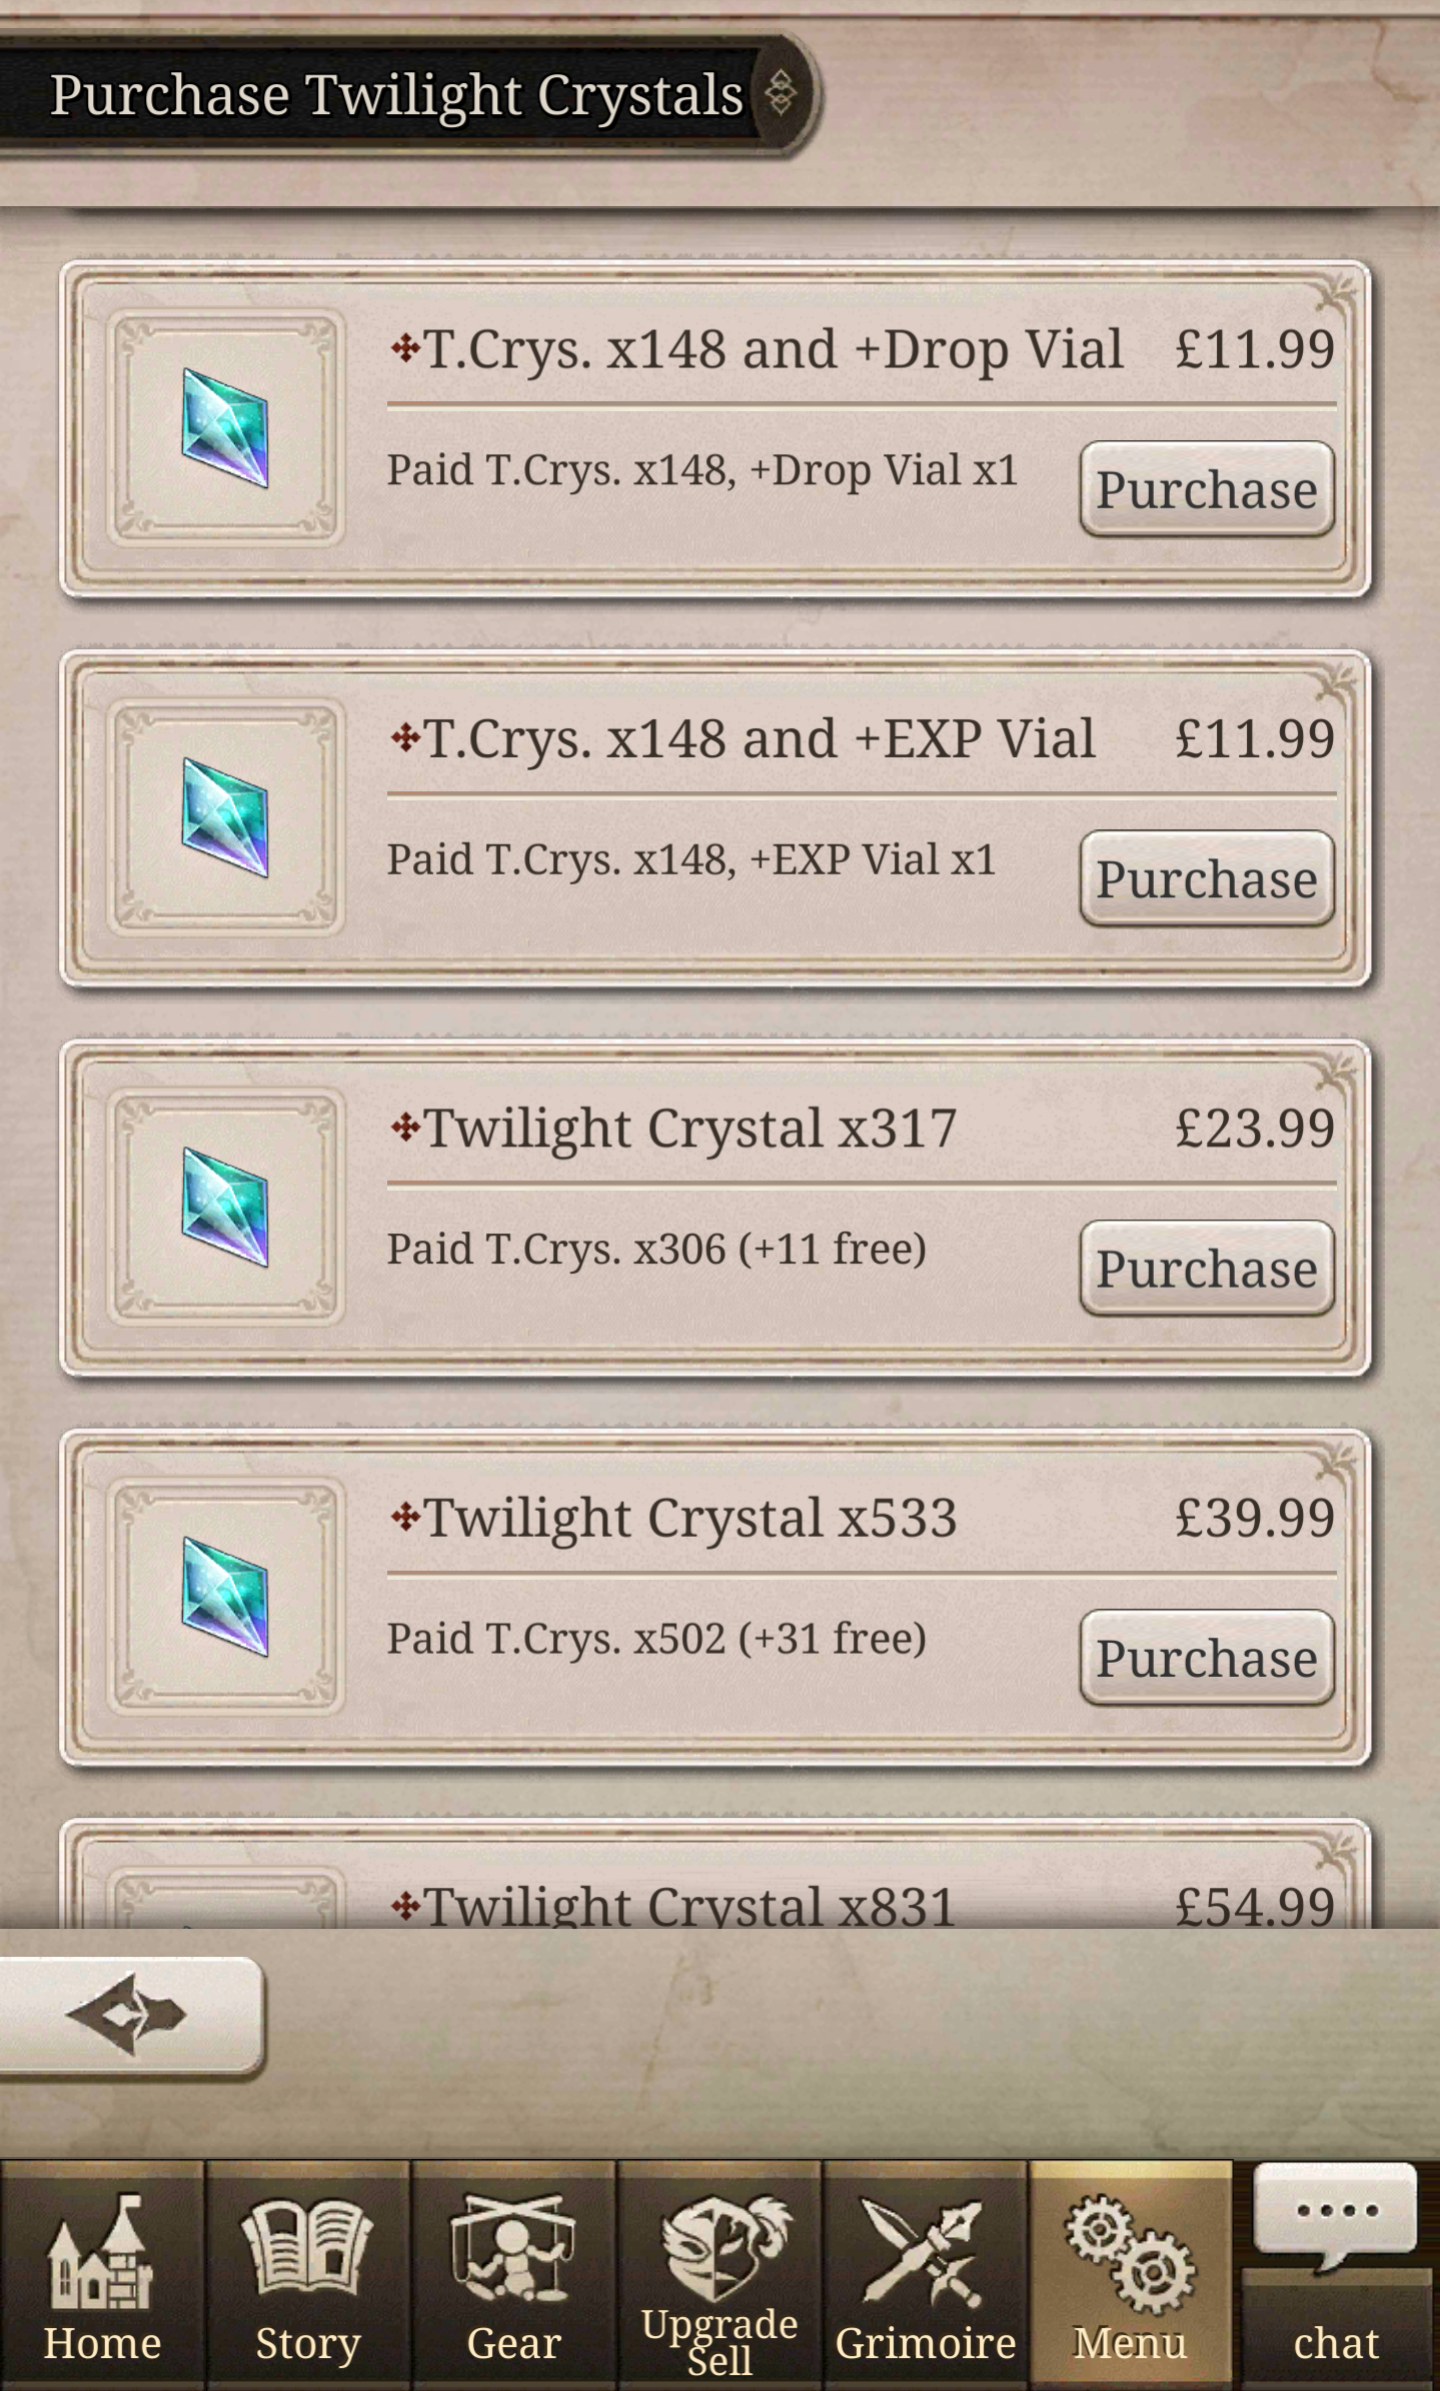 Purchase Twilight Crystals
T.Crys. x148 and +Drop Vial £11.99
Paid T.Crys. x148, +Drop Vial x1
Purchase
T.Crys. x148 and +EXP Vial £11.99
Paid T.Crys. x148, +EXP Vial x1
Purchase
Twilight Crystal x317 £23.99
Paid T.Crys. x306 (+11 free)
Purchase
Twilight Crystal x533 £39.99
Paid T.Crys. x502 (+31 free)
Purchase
Twilight Crystal x831 £54.99
Home
Story
Gear
Upgrade
Sell
Grimoire
Menu
chat